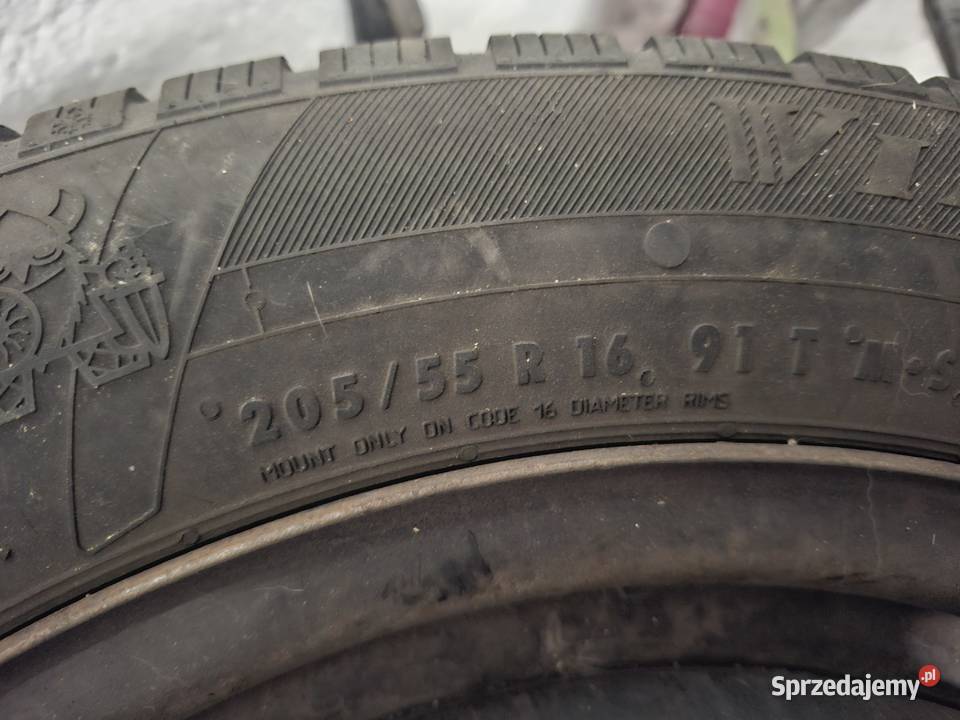 205/55 R 16 91 T M+S
MOUNT ONLY ON CODE 16 DIAMETER RIMS
Sprzedajemy.pl